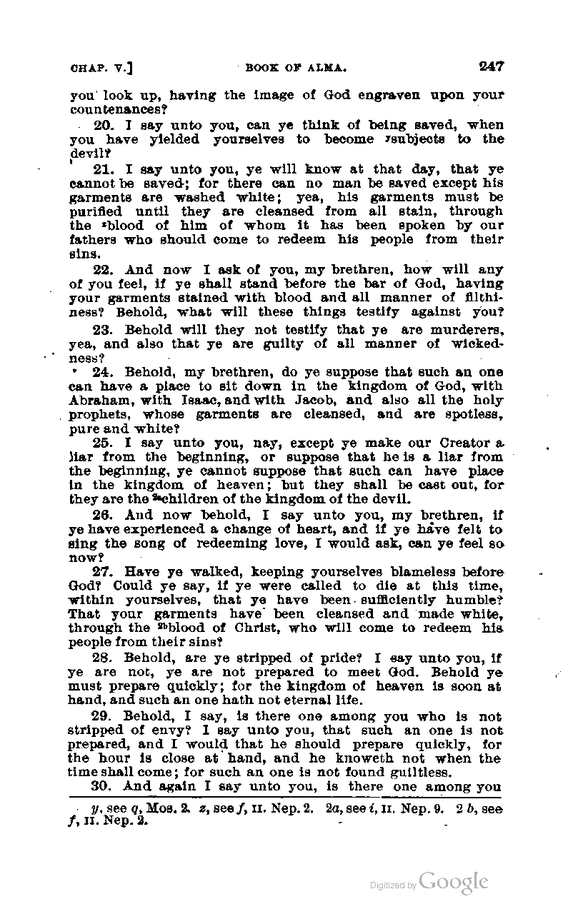 CHAP. V.] BOOK OF ALMA. 247
you look up, having the image of God engraven upon your
countenances?
20. I say unto you, can ye think of being saved, when
you have yielded yourselves to become ʸsubjects to the
devil?
21. I say unto you, ye will know at that day, that ye
cannot be saved; for there can no man be saved except his
garments are washed white; yea, his garments must be
purified until they are cleansed from all stain, through
the ᶻblood of him of whom it has been spoken by our
fathers who should come to redeem his people from their
sins.
22. And now I ask of you, my brethren, how will any
of you feel, if ye shall stand before the bar of God, having
your garments stained with blood and all manner of filthi-
ness? Behold, what will these things testify against you?
23. Behold will they not testify that ye are murderers,
yea, and also that ye are guilty of all manner of wicked-
ness?
24. Behold, my brethren, do ye suppose that such an one
can have a place to sit down in the kingdom of God, with
Abraham, with Isaac, and with Jacob, and also all the holy
prophets, whose garments are cleansed, and are spotless,
pure and white?
25. I say unto you, nay, except ye make our Creator a
liar from the beginning, or suppose that he is a liar from
the beginning, ye cannot suppose that such can have place
in the kingdom of heaven; but they shall be cast out, for
they are the ²ᵃchildren of the kingdom of the devil.
26. And now behold, I say unto you, my brethren, if
ye have experienced a change of heart, and if ye have felt to
sing the song of redeeming love, I would ask, can ye feel so
now?
27. Have ye walked, keeping yourselves blameless before
God? Could ye say, if ye were called to die at this time,
within yourselves, that ye have been sufficiently humble?
That your garments have been cleansed and made white,
through the ²ᵇblood of Christ, who will come to redeem his
people from their sins?
28. Behold, are ye stripped of pride? I say unto you, if
ye are not, ye are not prepared to meet God. Behold ye
must prepare quickly; for the kingdom of heaven is soon at
hand, and such an one hath not eternal life.
29. Behold, I say, is there one among you who is not
stripped of envy? I say unto you, that such an one is not
prepared, and I would that he should prepare quickly, for
the hour is close at hand, and he knoweth not when the
time shall come; for such an one is not found guiltless.
30. And again I say unto you, is there one among you
y, see q, Mos. 2. z, see f, II. Nep. 2. 2a, see i, II. Nep. 9. 2 b, see
f, II. Nep. 2.
Digitized by Google